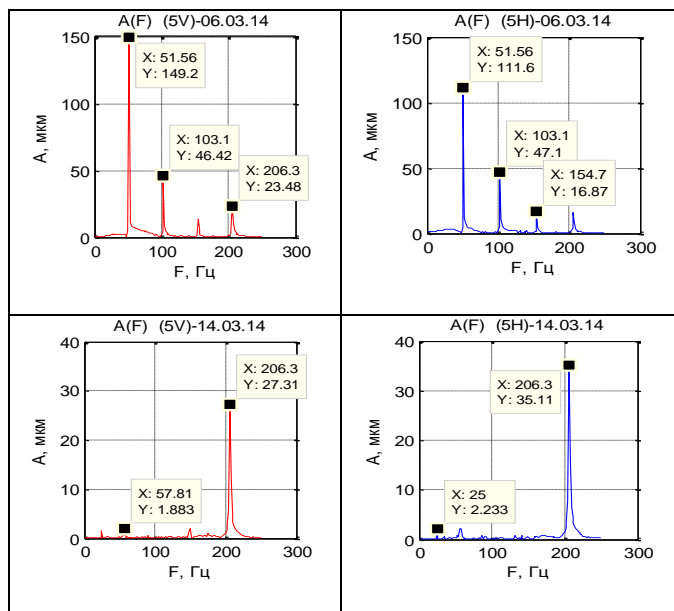 A(F) (5V)-06.03.14
150
100
50
0
A, мкм
X: 51.56
Y: 149.2
X: 103.1
Y: 46.42
X: 206.3
Y: 23.48
0 100 200 300
F, Гц
A(F) (5H)-06.03.14
150
100
50
0
A, мкм
X: 51.56
Y: 111.6
X: 103.1
Y: 47.1
X: 154.7
Y: 16.87
0 100 200 300
F, Гц
A(F) (5V)-14.03.14
40
30
20
10
0
A, мкм
X: 206.3
Y: 27.31
X: 57.81
Y: 1.883
0 100 200 300
F, Гц
A(F) (5H)-14.03.14
40
30
20
10
0
A, мкм
X: 206.3
Y: 35.11
X: 25
Y: 2.233
0 100 200 300
F, Гц